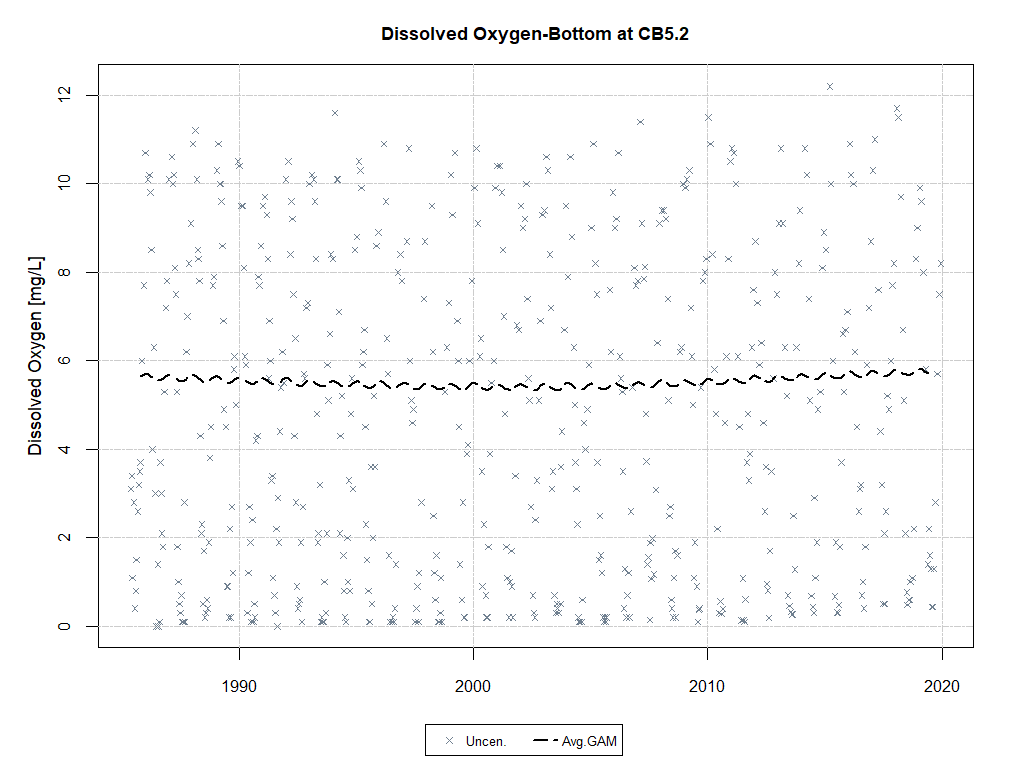 Dissolved Oxygen-Bottom at CB5.2
Dissolved Oxygen [mg/L]
12
10
8
6
4
2
0
1990 2000 2010 2020
Uncen. Avg.GAM